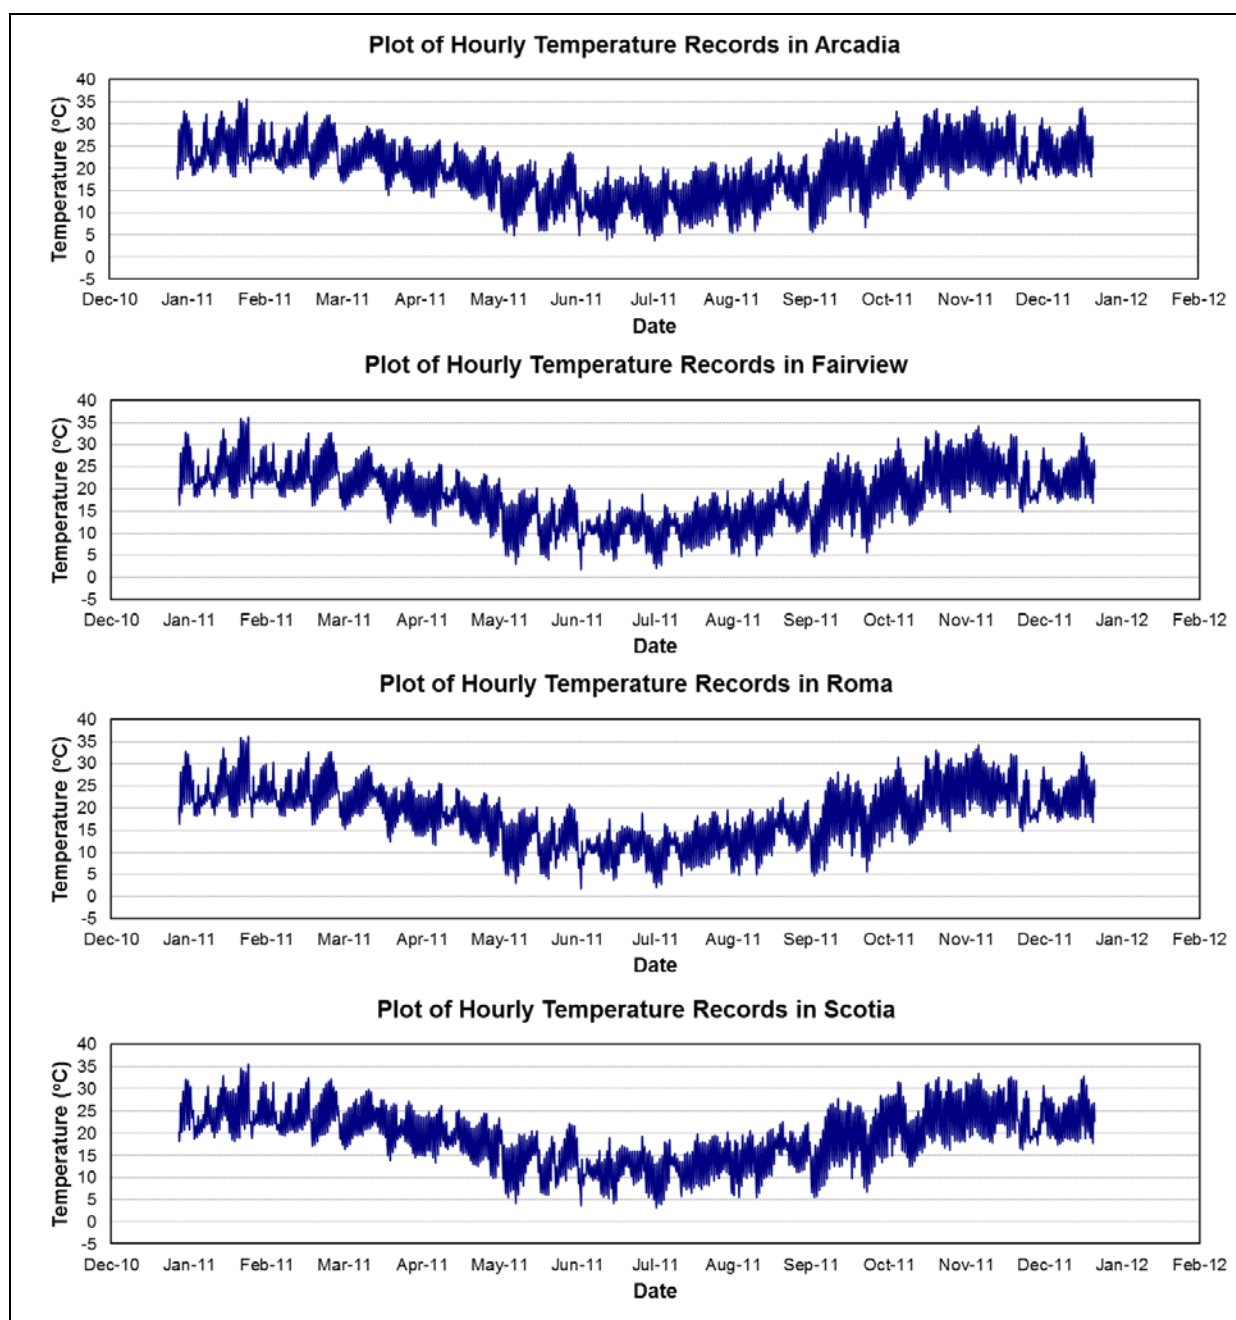 Plot of Hourly Temperature Records in Arcadia
Temperature (ºC)
40
35
30
25
20
15
10
5
0
-5
Dec-10 Jan-11 Feb-11 Mar-11 Apr-11 May-11 Jun-11 Jul-11 Aug-11 Sep-11 Oct-11 Nov-11 Dec-11 Jan-12 Feb-12
Date
Plot of Hourly Temperature Records in Fairview
Temperature (ºC)
40
35
30
25
20
15
10
5
0
-5
Dec-10 Jan-11 Feb-11 Mar-11 Apr-11 May-11 Jun-11 Jul-11 Aug-11 Sep-11 Oct-11 Nov-11 Dec-11 Jan-12 Feb-12
Date
Plot of Hourly Temperature Records in Roma
Temperature (ºC)
40
35
30
25
20
15
10
5
0
-5
Dec-10 Jan-11 Feb-11 Mar-11 Apr-11 May-11 Jun-11 Jul-11 Aug-11 Sep-11 Oct-11 Nov-11 Dec-11 Jan-12 Feb-12
Date
Plot of Hourly Temperature Records in Scotia
Temperature (ºC)
40
35
30
25
20
15
10
5
0
-5
Dec-10 Jan-11 Feb-11 Mar-11 Apr-11 May-11 Jun-11 Jul-11 Aug-11 Sep-11 Oct-11 Nov-11 Dec-11 Jan-12 Feb-12
Date